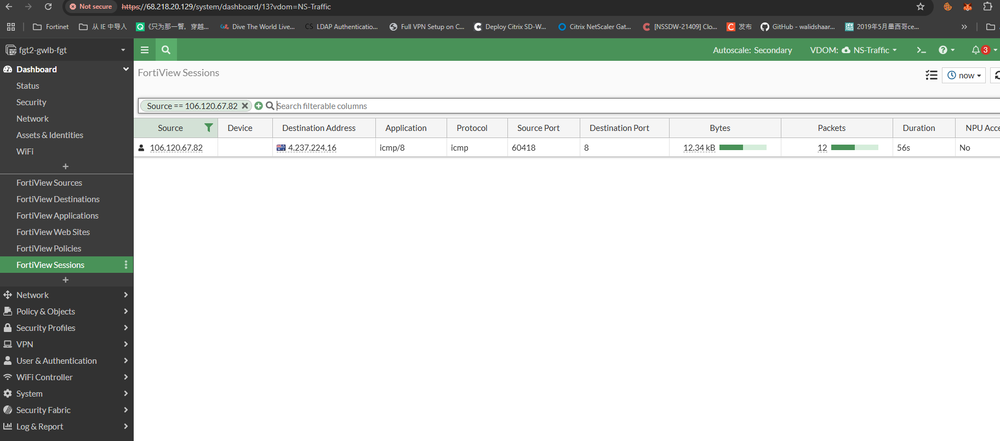 Not secure https://68.218.20.129/system/dashboard/13?vdom=NS-Traffic
Fortinet 从 IE 中导入 《只为那一瞥，穿越... Dive The World Live... CS LDAP Authenticatio... Full VPN Setup on C... Deploy Citrix SD-W... Citrix NetScaler Gat... [NSSDW-21409] Clo... 发布 GitHub - walidshaar... 2019年5月墨西哥ce... »
fgt2-gwlb-fgt Autoscale: Secondary VDOM: NS-Traffic >_ ? 3
Dashboard
Status
Security
Network
Assets & Identities
WiFi
+
FortiView Sources
FortiView Destinations
FortiView Applications
FortiView Web Sites
FortiView Policies
FortiView Sessions
+
Network
Policy & Objects
Security Profiles
VPN
User & Authentication
WiFi Controller
System
Security Fabric
Log & Report
FortiView Sessions
now
Source == 106.120.67.82 Search filterable columns
Source Device Destination Address Application Protocol Source Port Destination Port Bytes Packets Duration NPU Acce
106.120.67.82 4.237.224.16 icmp/8 icmp 60418 8 12.34 kB 12 56s No